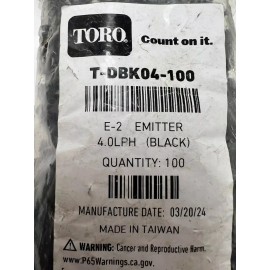 TORO Count on it.
T-DBK04-100
E-2 EMITTER
4.0LPH (BLACK)
QUANTITY: 100
MANUFACTURE DATE: 03/20/24
MADE IN TAIWAN
WARNING: Cancer and Reproductive Harm.
www.P65Warnings.ca.gov.